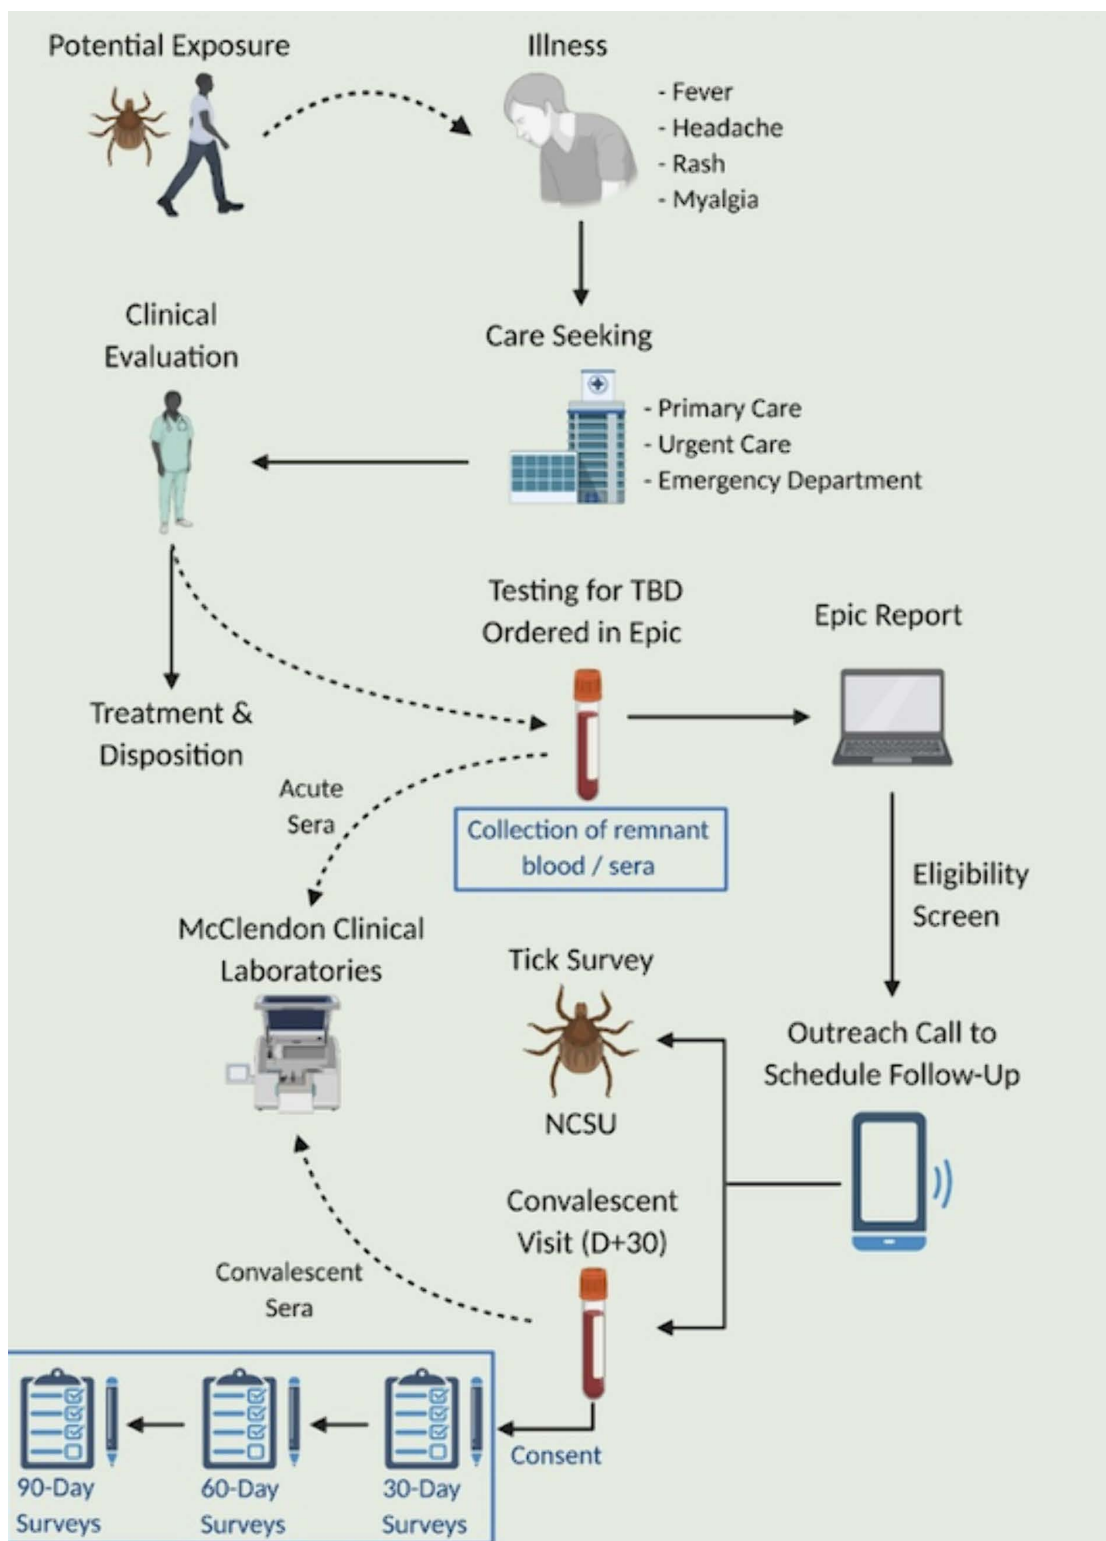 Potential Exposure
Illness
- Fever
- Headache
- Rash
- Myalgia
Clinical
Evaluation
Care Seeking
- Primary Care
- Urgent Care
- Emergency Department
Testing for TBD
Ordered in Epic
Epic Report
Treatment &
Disposition
Acute
Sera
Collection of remnant
blood / sera
Eligibility
Screen
McClendon Clinical
Laboratories
Tick Survey
NCSU
Outreach Call to
Schedule Follow-Up
Convalescent
Visit (D+30)
Convalescent
Sera
Consent
90-Day
Surveys
60-Day
Surveys
30-Day
Surveys